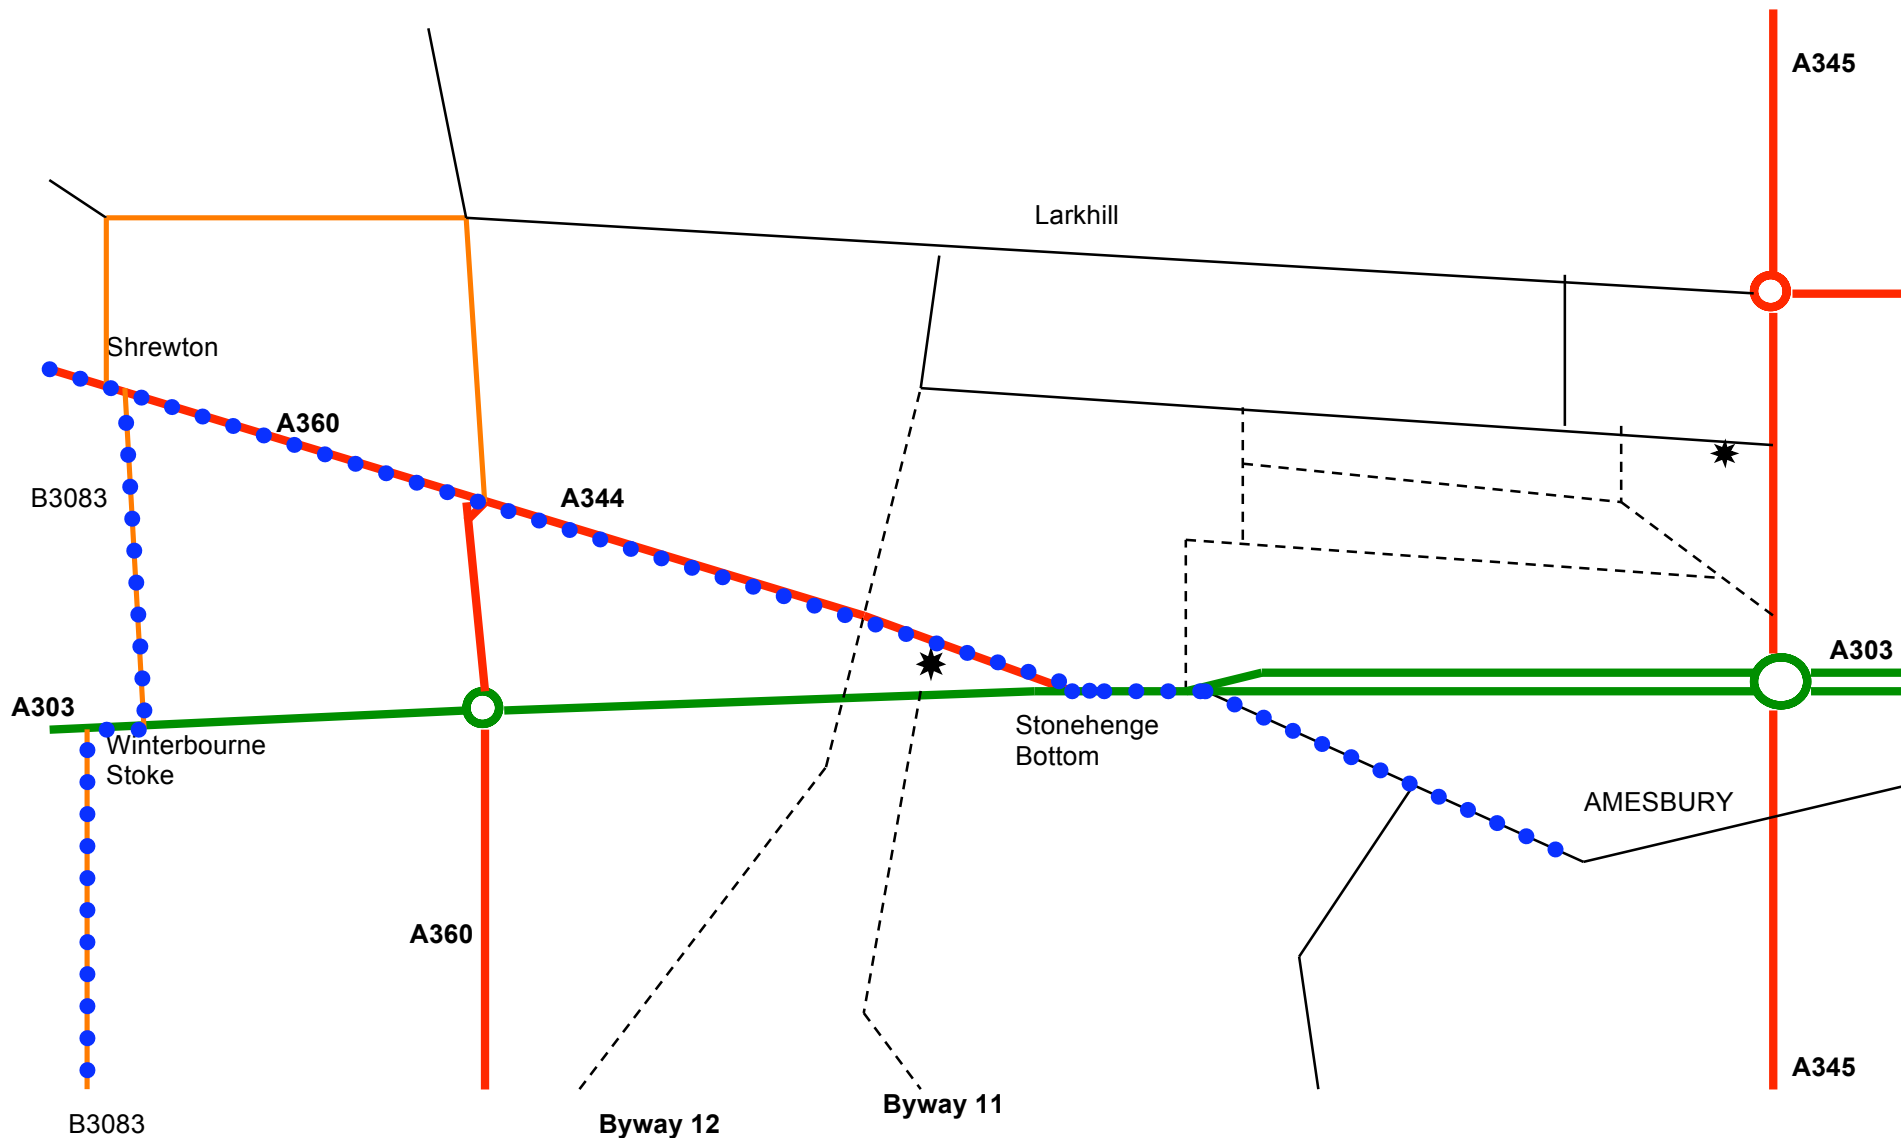 A345
Larkhill
Shrewton
A360
B3083
A344
A303
A303
Winterbourne
Stoke
Stonehenge
Bottom
AMESBURY
A360
A345
Byway 11
B3083
Byway 12